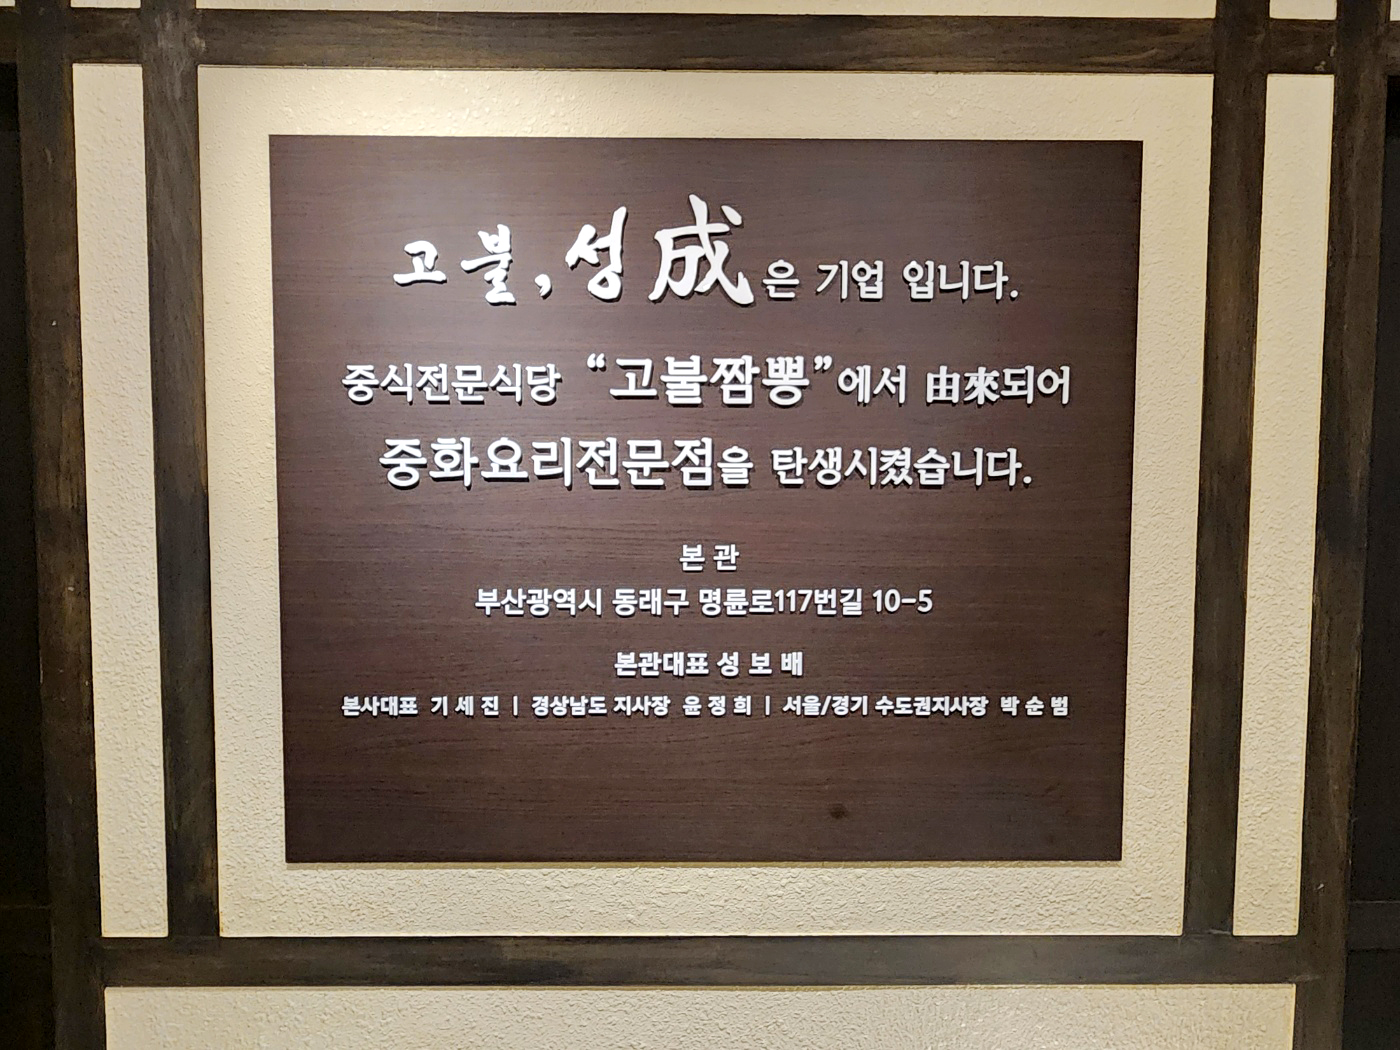 고불,성 成은 기업 입니다.
중식전문식당 “고불짬뽕”에서 由來되어
중화요리전문점을 탄생시켰습니다.
본 관
부산광역시 동래구 명륜로117번길 10-5
본관대표 성 보 배
본사대표 기 세 진 | 경상남도 지사장 윤 정 희 | 서울/경기 수도권지사장 박 순 범